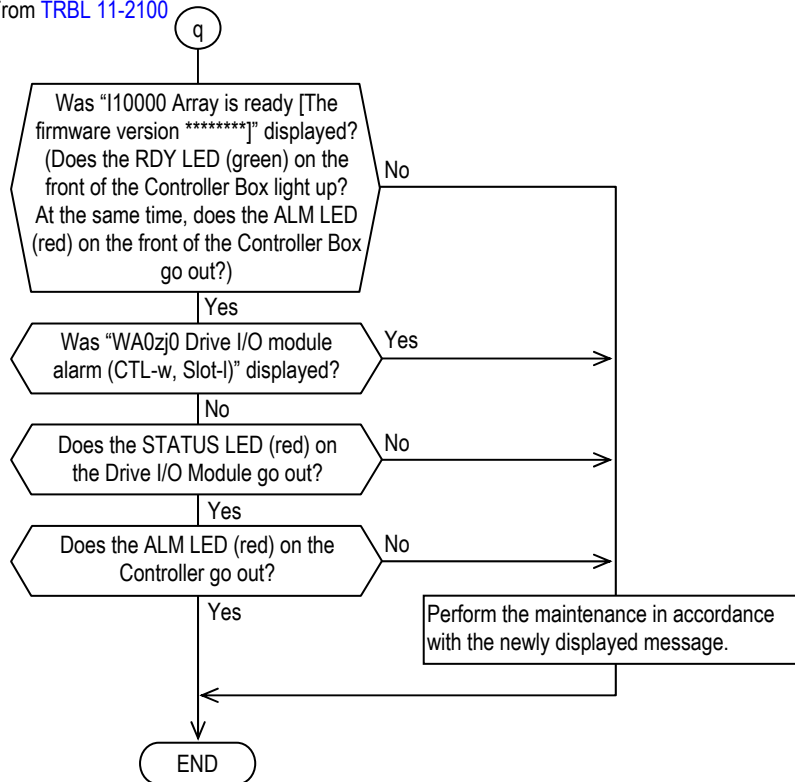 From TRBL 11-2100
q
Was “I10000 Array is ready [The
firmware version ********]” displayed?
(Does the RDY LED (green) on the
front of the Controller Box light up?
At the same time, does the ALM LED
(red) on the front of the Controller Box
go out?)
No
Yes
Was “WA0zj0 Drive I/O module
alarm (CTL-w, Slot-l)” displayed?
Yes
No
Does the STATUS LED (red) on
the Drive I/O Module go out?
No
Yes
Does the ALM LED (red) on the
Controller go out?
No
Yes
Perform the maintenance in accordance
with the newly displayed message.
END